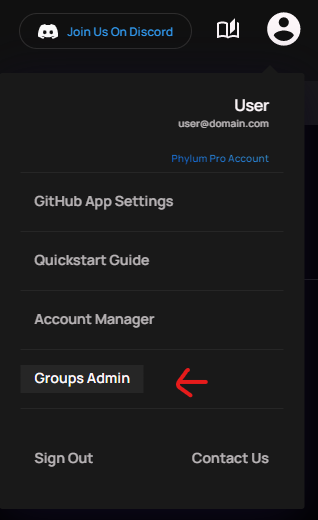 Join Us On Discord
User
user@domain.com
Phylum Pro Account
GitHub App Settings
Quickstart Guide
Account Manager
Groups Admin
Sign Out
Contact Us